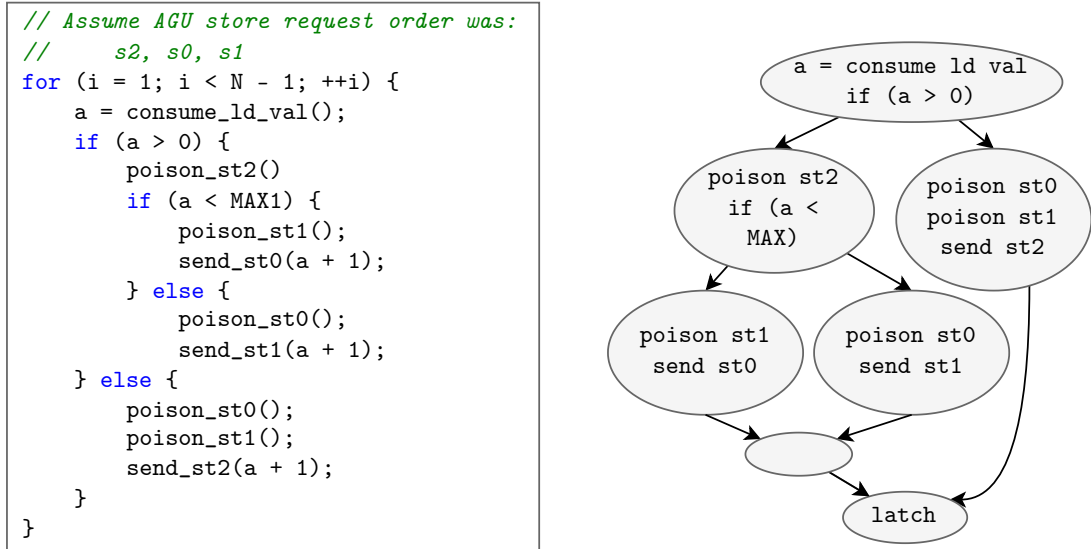 // Assume AGU store request order was:
//     s2, s0, s1
for (i = 1; i < N - 1; ++i) {
    a = consume_ld_val();
    if (a > 0) {
        poison_st2()
        if (a < MAX1) {
            poison_st1();
            send_st0(a + 1);
        } else {
            poison_st0();
            send_st1(a + 1);
    } else {
        poison_st0();
        poison_st1();
        send_st2(a + 1);
    }
}
a = consume ld val
if (a > 0)
poison st2
if (a <
MAX)
poison st0
poison st1
send st2
poison st1
send st0
poison st0
send st1
latch